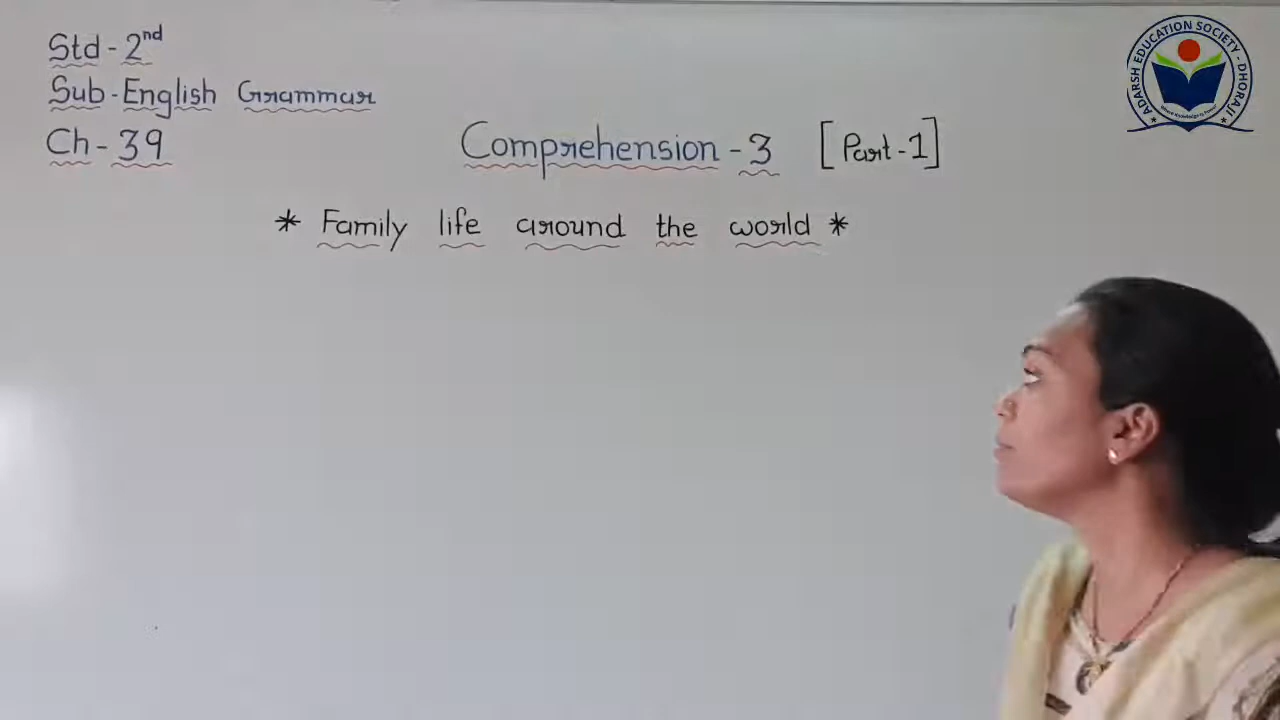 Std - 2nd
Sub - English Grammar
Ch - 39
Comprehension - 3 [Part - 1]
* Family life around the world *
ADARSH EDUCATION SOCIETY - DHORAJI